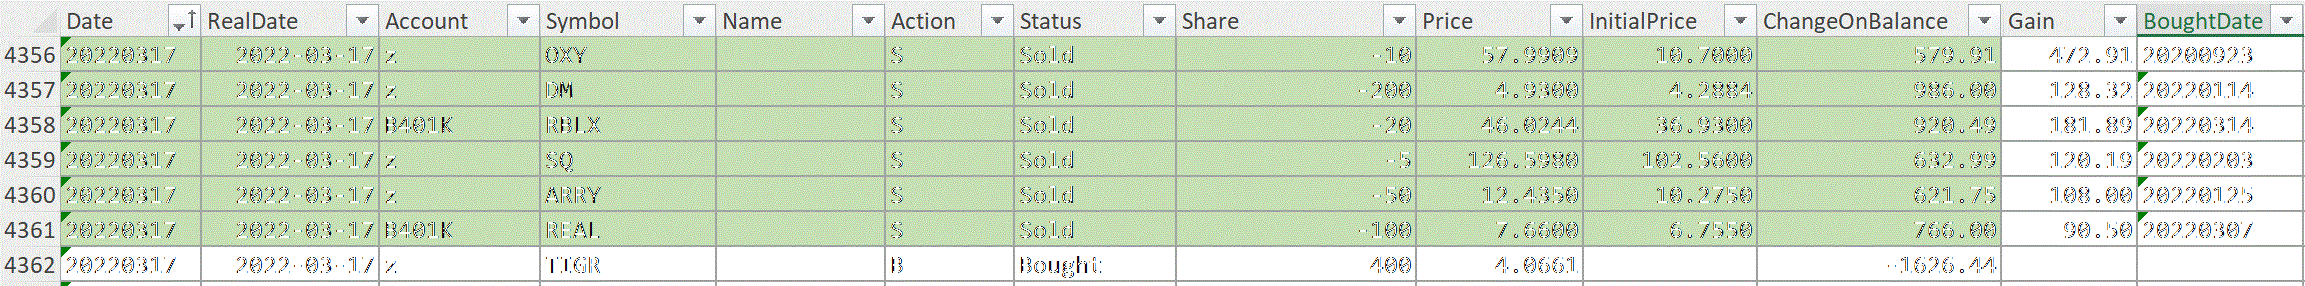 Date RealDate Account Symbol Name Action Status Share Price InitialPrice ChangeOnBalance Gain BoughtDate
4356 20220317 2022-03-17 z OXY S Sold -10 57.9909 10.7000 579.91 472.91 20200923
4357 20220317 2022-03-17 z DM S Sold -200 4.9300 4.2884 986.00 128.32 20220114
4358 20220317 2022-03-17 B401K RBLX S Sold -20 46.0244 36.9300 920.49 181.89 20220314
4359 20220317 2022-03-17 z SQ S Sold -5 126.5980 102.5600 632.99 120.19 20220203
4360 20220317 2022-03-17 z ARRY S Sold -50 12.4350 10.2750 621.75 108.00 20220125
4361 20220317 2022-03-17 B401K REAL S Sold -100 7.6600 6.7550 766.00 90.50 20220307
4362 20220317 2022-03-17 z TIGR B Bought 400 4.0661 -1626.44